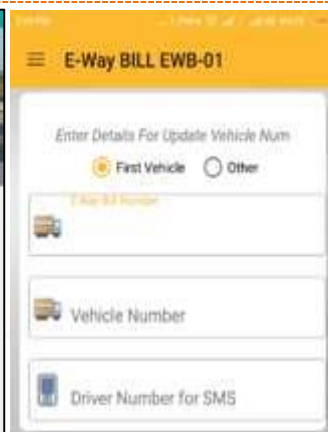 E-Way BILL EWB-01
Enter Details For Update Vehicle Num
First Vehicle Other
E-Way Bill Number
Vehicle Number
Driver Number for SMS